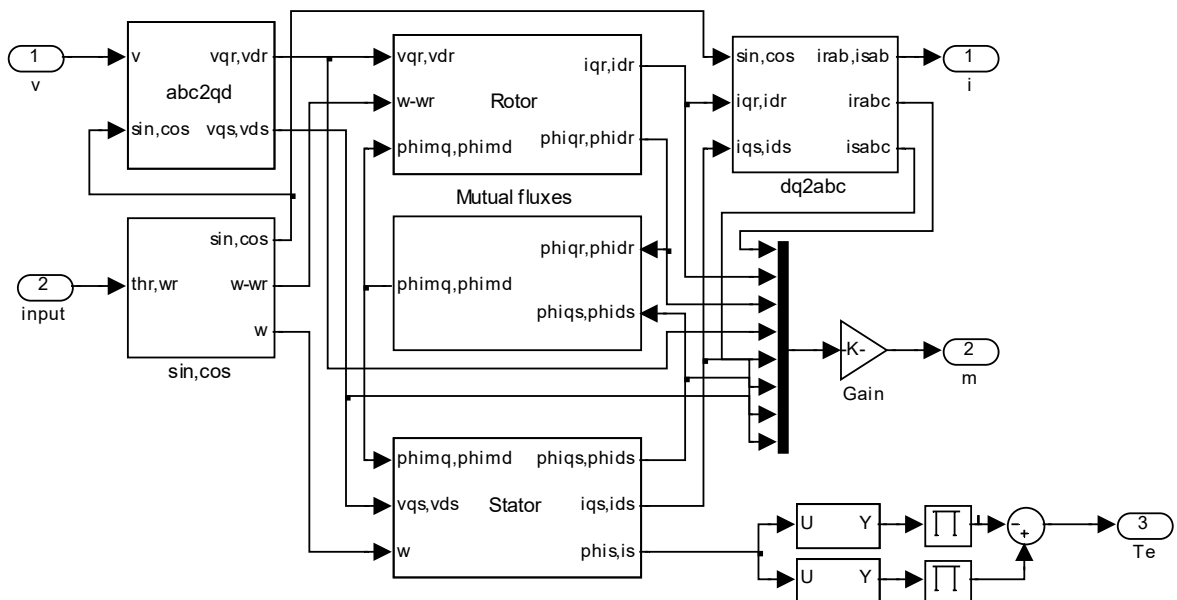 1
v
v
vqr,vdr
abc2qd
sin,cos
vqs,vds
vqr,vdr
iqr,idr
w-wr
Rotor
phimq,phimd
phiqr,phidr
sin,cos
irab,isab
iqr,idr
irabc
iqs,ids
isabc
dq2abc
1
i
Mutual fluxes
phiqr,phidr
phimq,phimd
phiqs,phids
2
input
sin,cos
thr,wr
w-wr
w
sin,cos
-K-
Gain
2
m
phimq,phimd
phiqs,phids
vqs,vds
Stator
iqs,ids
w
phis,is
U
Y
∏
−
+
3
Te
U
Y
∏